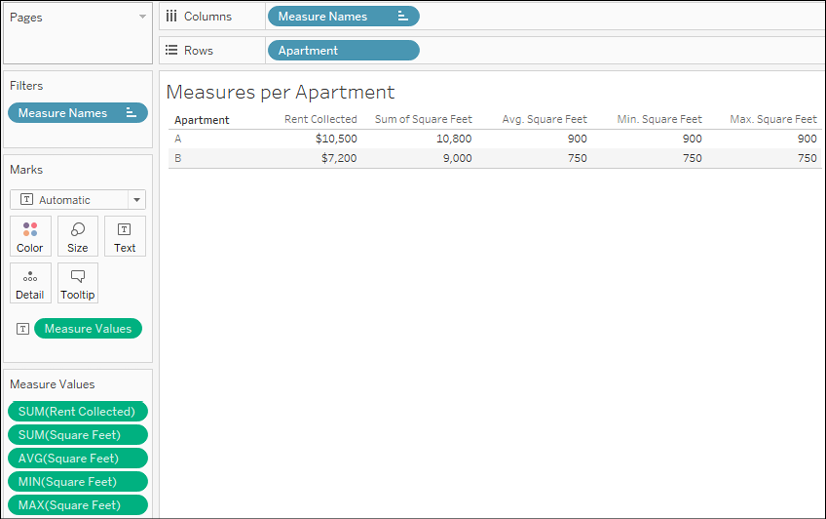 Pages
Columns
Measure Names
Rows
Apartment
Filters
Measure Names
Marks
Automatic
Color
Size
Text
Detail
Tooltip
Measure Values
Measure Values
SUM(Rent Collected)
SUM(Square Feet)
AVG(Square Feet)
MIN(Square Feet)
MAX(Square Feet)
Measures per Apartment
Apartment Rent Collected Sum of Square Feet Avg. Square Feet Min. Square Feet Max. Square Feet
A $10,500 10,800 900 900 900
B $7,200 9,000 750 750 750